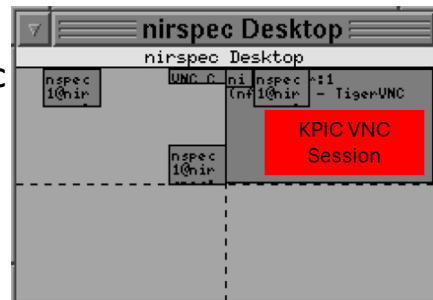 c
nirspec Desktop
nirspec Desktop
nspec
1@nir
VNC C
ni
(nf
nspec
1@nir
:1
- TigerVNC
KPIC VNC
Session
nspec
1@nir